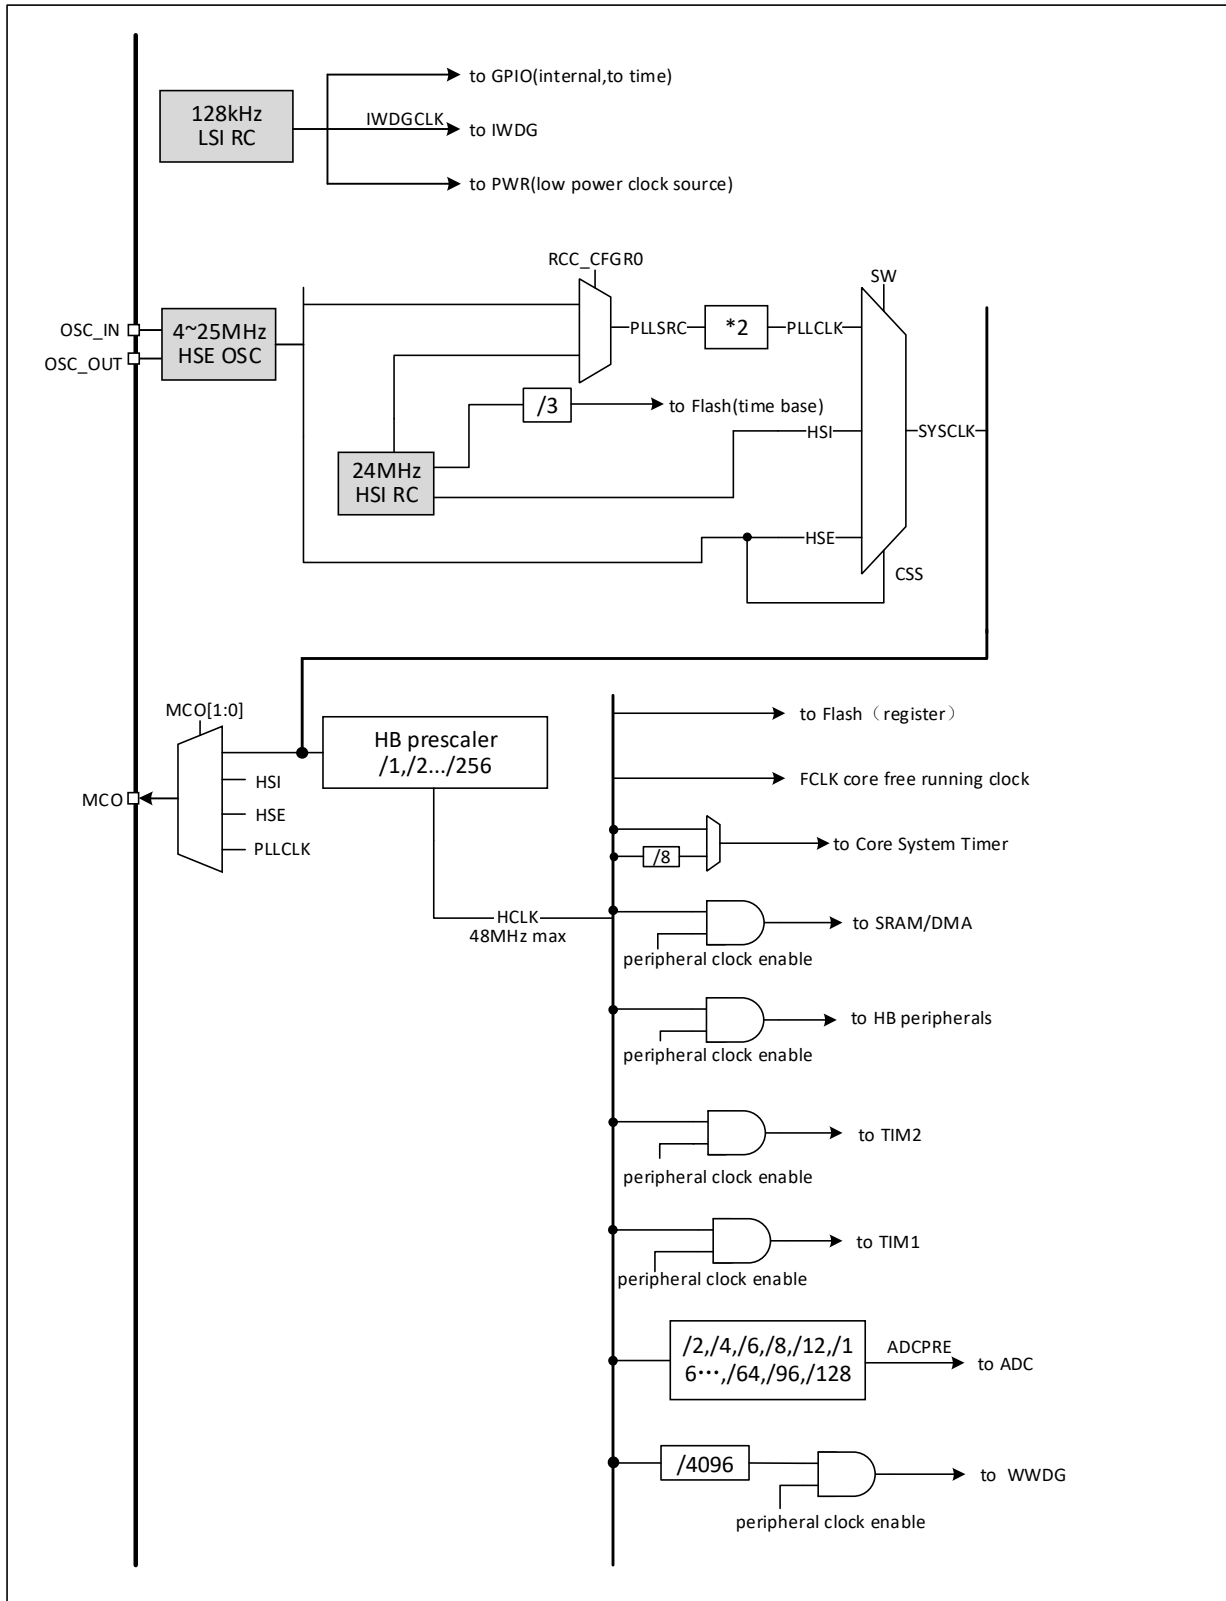 to GPIO(internal,to time)
128kHz
LSI RC
IWDGCLK
to IWDG
to PWR(low power clock source)
RCC_CFGR0
SW
OSC_IN
OSC_OUT
4~25MHz
HSE OSC
PLLSRC
*2
PLLCLK
/3
to Flash(time base)
HSI
SYSCLK
24MHz
HSI RC
HSE
CSS
MCO[1:0]
HB prescaler
/1,/2.../256
HSI
MCO
HSE
PLLCLK
HCLK
48MHz max
to Flash（register）
FCLK core free running clock
/8
to Core System Timer
to SRAM/DMA
peripheral clock enable
to HB peripherals
peripheral clock enable
to TIM2
peripheral clock enable
to TIM1
peripheral clock enable
/2,/4,/6,/8,/12,/1
6···,/64,/96,/128
ADCPRE
to ADC
/4096
to WWDG
peripheral clock enable